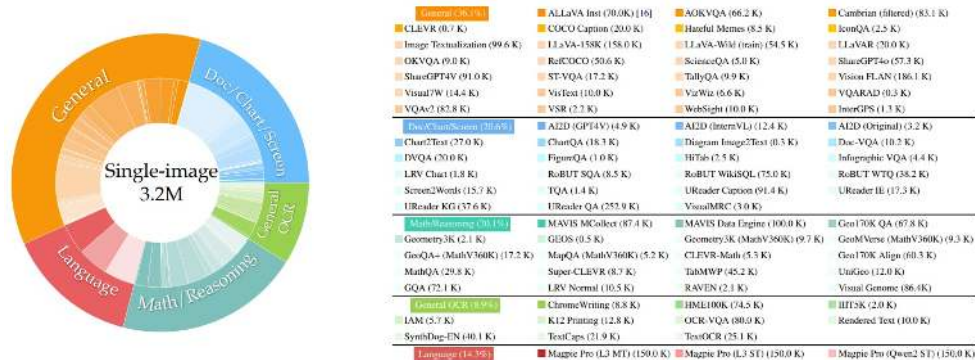 General
Doc/Chart/Screen
General OCR
Math/Reasoning
Language
Single-image
3.2M
General (36.1%) ALLaVA Inst (70.0K) [16] AOKVQA (66.2 K) Cambrian (filtered) (83.1 K)
CLEVR (0.7 K) COCO Caption (20.0 K) Hateful Memes (8.5 K) IconQA (2.5 K)
Image Textualization (99.6 K) LLaVA-158K (158.0 K) LLaVA-Wild (train) (54.5 K) LLaVAR (20.0 K)
OKVQA (9.0 K) RefCOCO (50.6 K) ScienceQA (5.0 K) ShareGPT4o (57.3 K)
ShareGPT4V (91.0 K) ST-VQA (17.2 K) TallyQA (9.9 K) Vision FLAN (186.1 K)
Visual7W (14.4 K) VisText (10.0 K) VizWiz (6.6 K) VQARAD (0.3 K)
VQAv2 (82.8 K) VSR (2.2 K) WebSight (10.0 K) InterGPS (1.3 K)
Doc/Chart/Screen (20.6%) AI2D (GPT4V) (4.9 K) AI2D (InternVL) (12.4 K) AI2D (Original) (3.2 K)
Chart2Text (27.0 K) ChartQA (18.3 K) Diagram Image2Text (0.3 K) Doc-VQA (10.2 K)
DVQA (20.0 K) FigureQA (1.0 K) HiTab (2.5 K) Infographic VQA (4.4 K)
LRV Chart (1.8 K) RoBUT SQA (8.5 K) RoBUT WikiSQL (75.0 K) RoBUT WTQ (38.2 K)
Screen2Words (15.7 K) TQA (1.4 K) UReader Caption (91.4 K) UReader IE (17.3 K)
UReader KG (37.6 K) UReader QA (252.9 K) VisualMRC (3.0 K)
Math/Reasoning (20.1%) MAVIS MCollect (87.4 K) MAVIS Data Engine (100.0 K) Geo170K QA (67.8 K)
Geometry3K (2.1 K) GEOS (0.5 K) Geometry3K (MathV360K) (9.7 K) GeoMVerse (MathV360K) (9.3 K)
GeoQA+ (MathV360K) (17.2 K) MapQA (MathV360K) (5.2 K) CLEVR-Math (5.3 K) Geo170K Align (60.3 K)
MathQA (29.8 K) Super-CLEVR (8.7 K) TabMWP (45.2 K) UniGeo (12.0 K)
GQA (72.1 K) LRV Normal (10.5 K) RAVEN (2.1 K) Visual Genome (86.4K)
General OCR (8.9%) ChromeWriting (8.8 K) HME100K (74.5 K) IIIT5K (2.0 K)
IAM (5.7 K) K12 Printing (12.8 K) OCR-VQA (80.0 K) Rendered Text (10.0 K)
SynthDog-EN (40.1 K) TextCaps (21.9 K) TextOCR (25.1 K)
Language (14.3%) Magpie Pro (L3 MT) (150.0 K) Magpie Pro (L3 ST) (150.0 K) Magpie Pro (Qwen2 ST) (150.0 K)